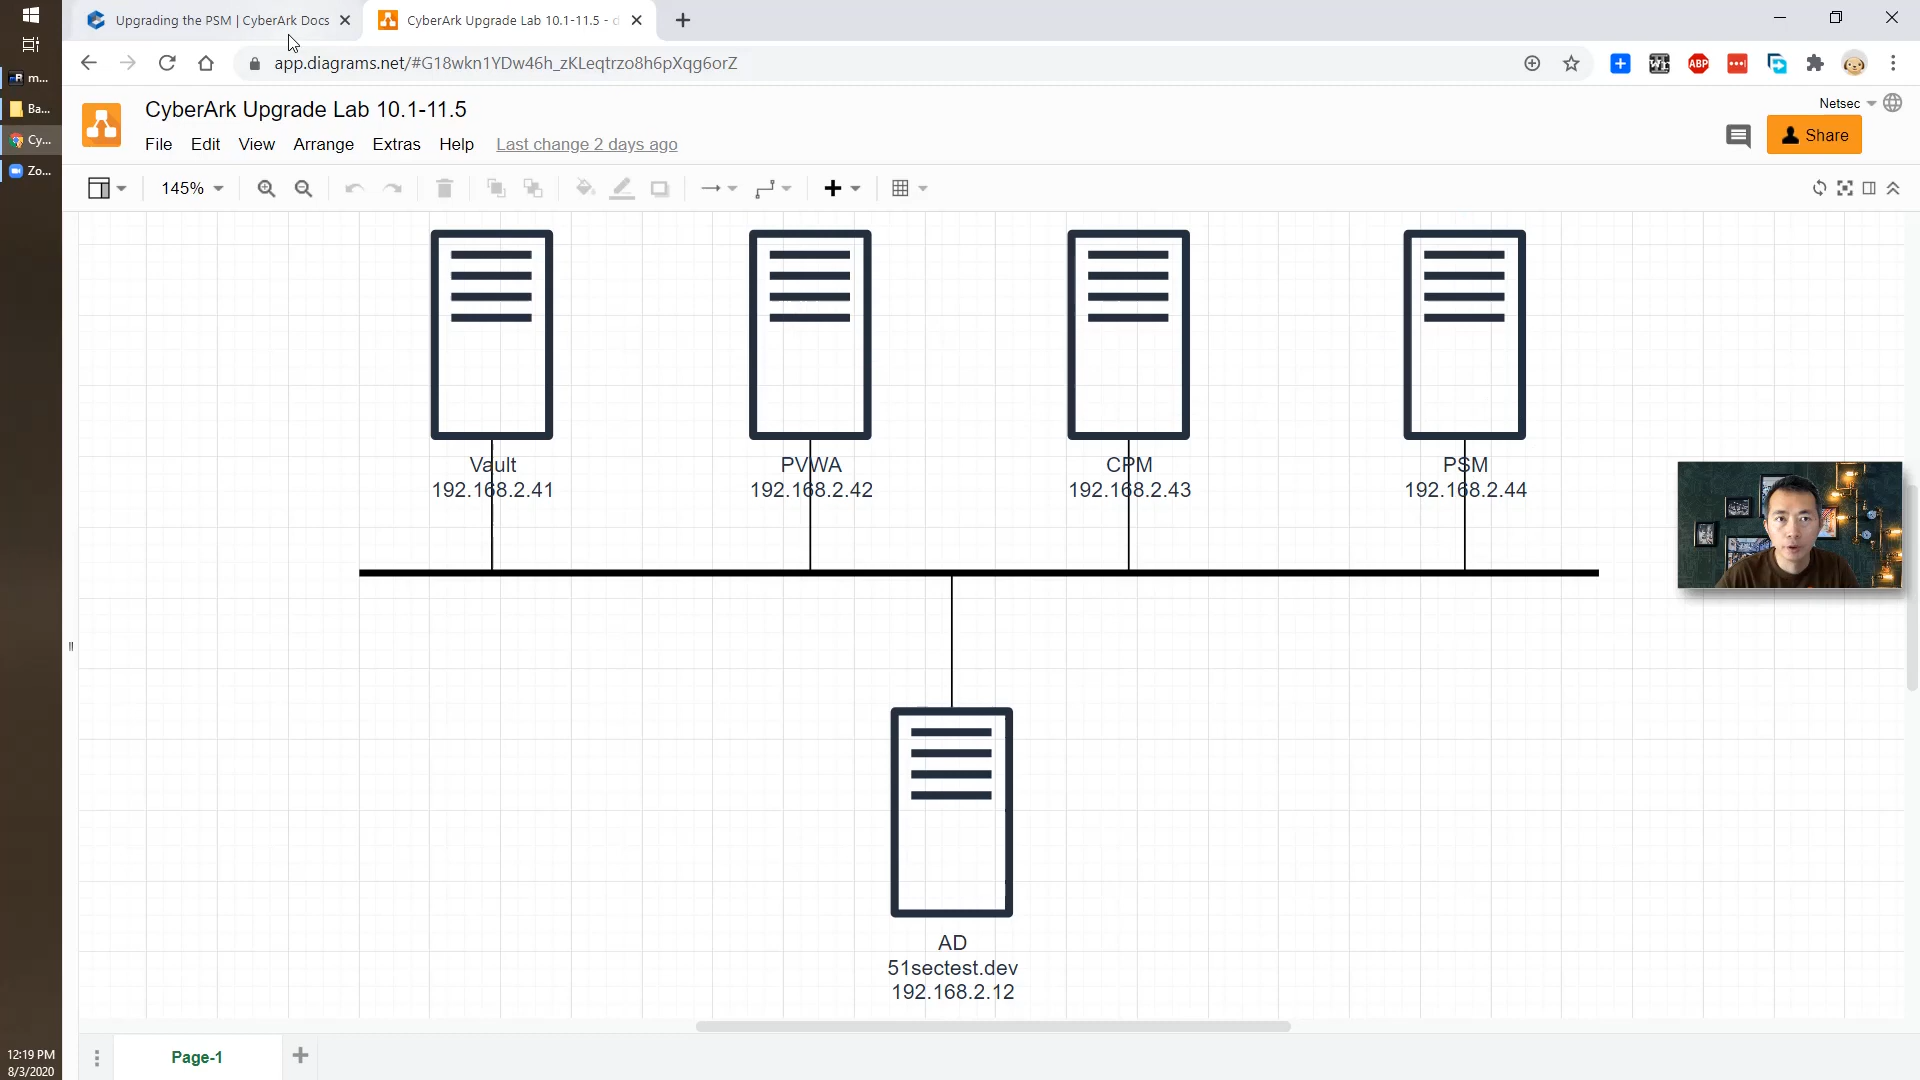 Upgrading the PSM | CyberArk Docs
CyberArk Upgrade Lab 10.1-11.5 - d
app.diagrams.net/#G18wkn1YDw46h_zKLeqtrzo8h6pXqg6orZ
ABP
m...
Ba...
Cy...
Zo...
CyberArk Upgrade Lab 10.1-11.5
Netsec
File Edit View Arrange Extras Help Last change 2 days ago
Share
145%
Vault
192.168.2.41
PVWA
192.168.2.42
CPM
192.168.2.43
PSM
192.168.2.44
AD
51sectest.dev
192.168.2.12
Page-1
12:19 PM
8/3/2020